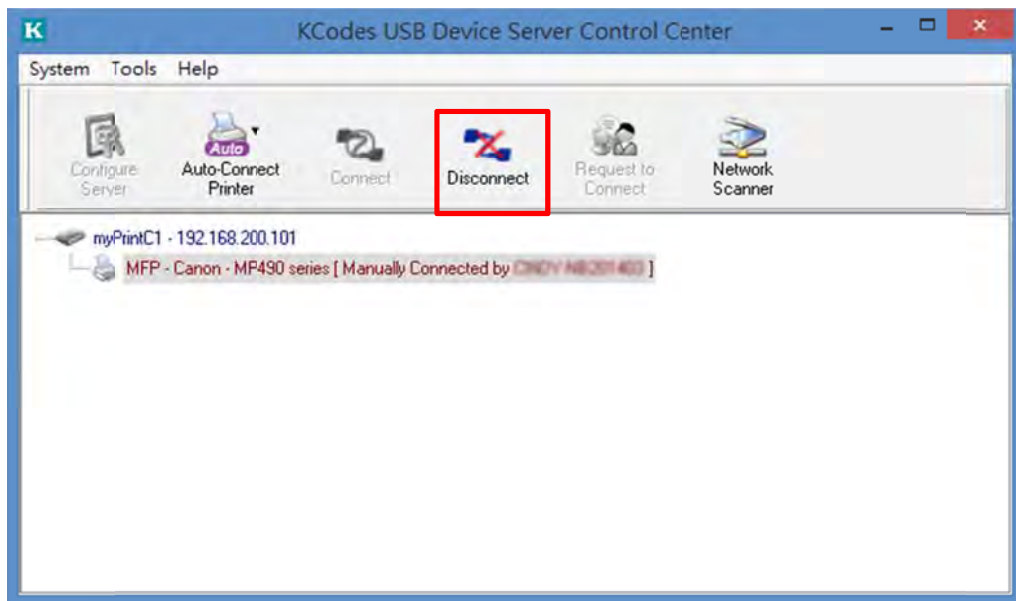 K
KCodes USB Device Server Control Center
System Tools Help
Configure Server
Auto
Auto-Connect Printer
Connect
Disconnect
Request to Connect
Network Scanner
myPrintC1 - 192.168.200.101
MFP - Canon - MP490 series [ Manually Connected by ]